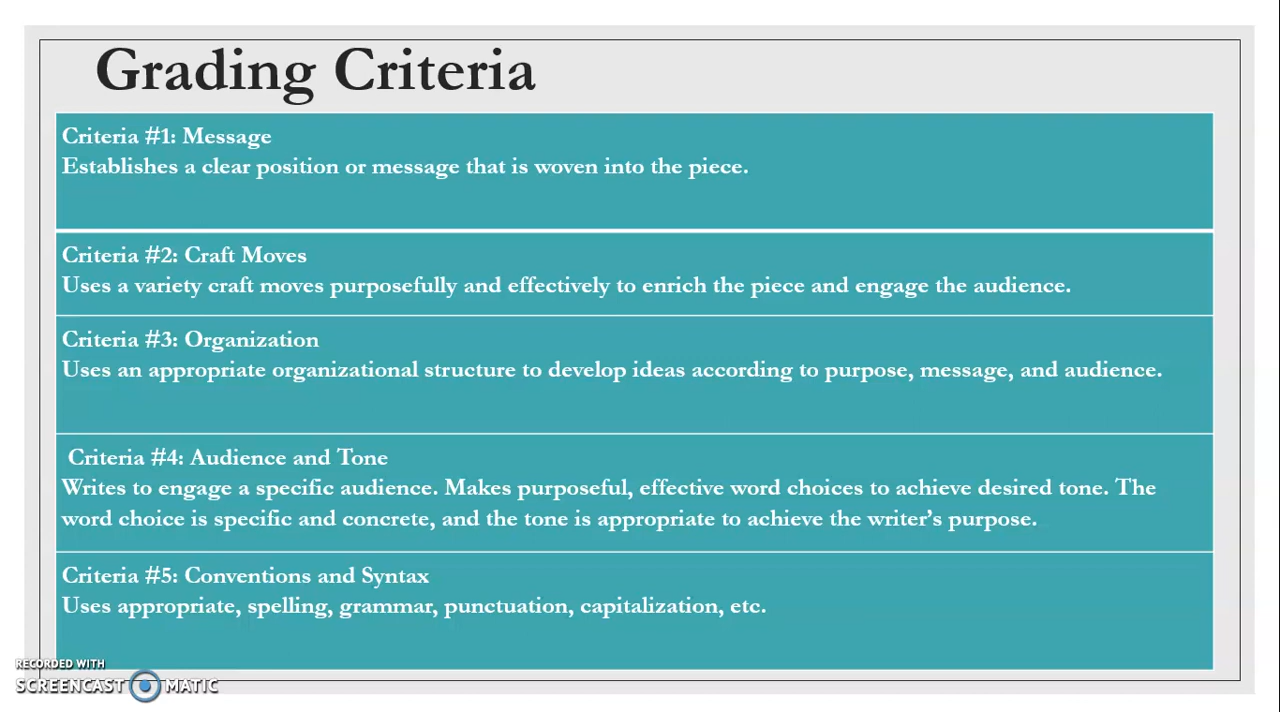 Grading Criteria
Criteria #1: Message
Establishes a clear position or message that is woven into the piece.
Criteria #2: Craft Moves
Uses a variety craft moves purposefully and effectively to enrich the piece and engage the audience.
Criteria #3: Organization
Uses an appropriate organizational structure to develop ideas according to purpose, message, and audience.
Criteria #4: Audience and Tone
Writes to engage a specific audience. Makes purposeful, effective word choices to achieve desired tone. The
word choice is specific and concrete, and the tone is appropriate to achieve the writer’s purpose.
Criteria #5: Conventions and Syntax
Uses appropriate, spelling, grammar, punctuation, capitalization, etc.
RECORDED WITH
SCREENCAST MATIC